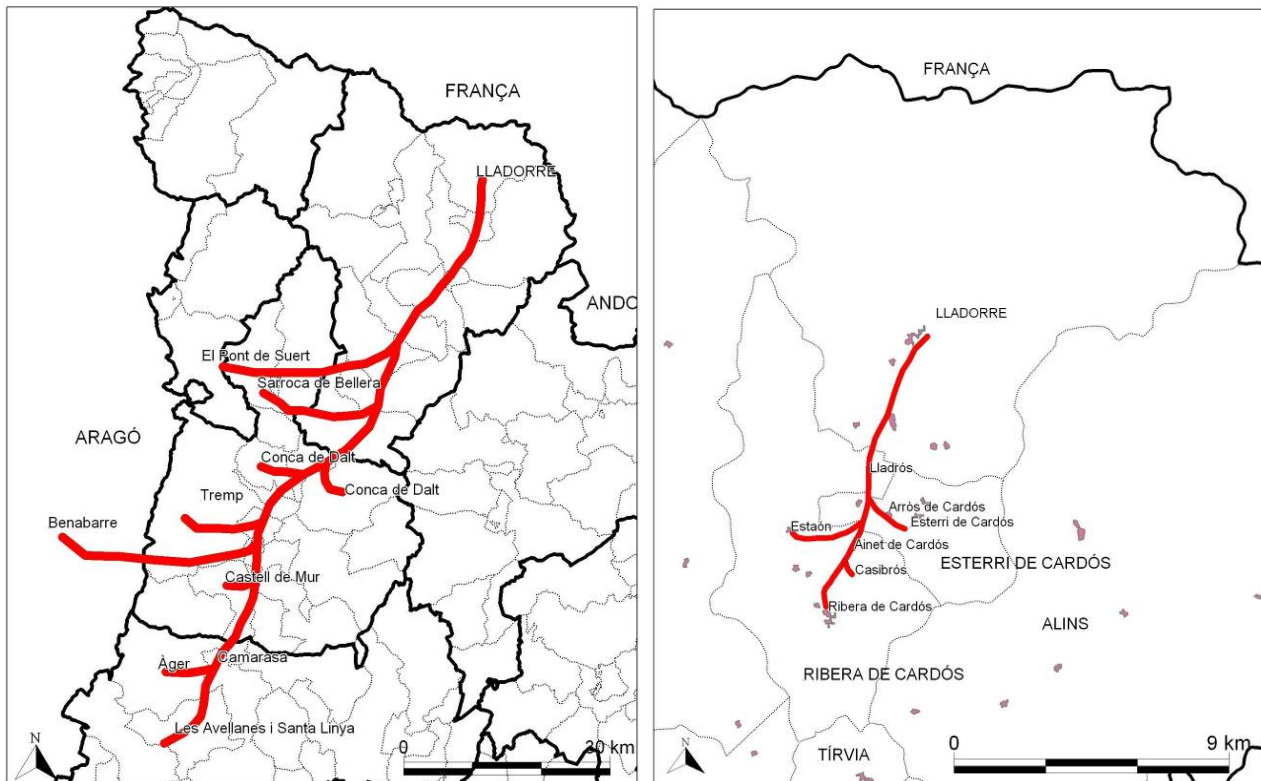 FRANÇA
LLADORRE
ANDO
El Pont de Suert
Sarroca de Bellera
ARAGÓ
Conca de Dalt
Conca de Dalt
Tremp
Benabarre
Castell de Mur
Àger
Camarasa
Les Avellanes i Santa Linya
N
0
30 km
FRANÇA
LLADORRE
Lladrós
Arròs de Cardós
Esterri de Cardós
Estaón
Ainet de Cardós
Casibrós
ESTERRI DE CARDÓS
Ribera de Cardós
ALINS
RIBERA DE CARDÓS
TÍRVIA
N
0
9 km